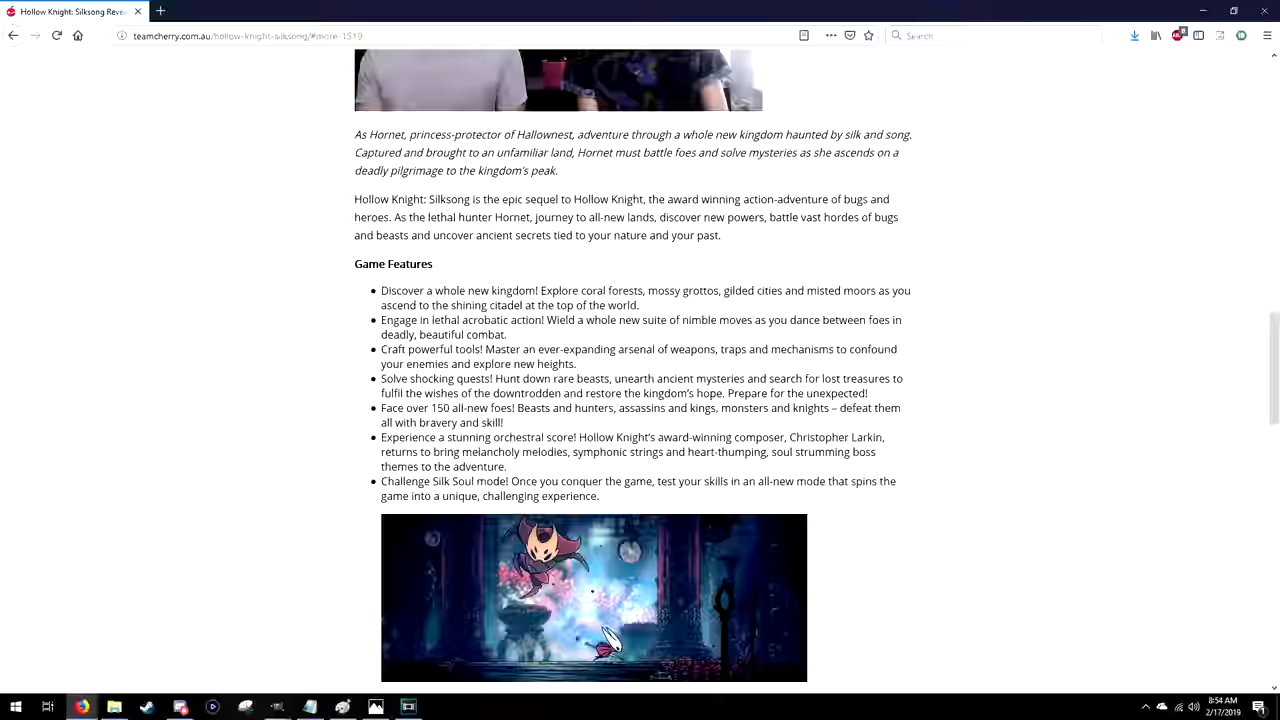 Hollow Knight: Silksong Revea
teamcherry.com.au/hollow-knight-silksong/#more-1519
Search
As Hornet, princess-protector of Hallownest, adventure through a whole new kingdom haunted by silk and song.
Captured and brought to an unfamiliar land, Hornet must battle foes and solve mysteries as she ascends on a
deadly pilgrimage to the kingdom's peak.
Hollow Knight: Silksong is the epic sequel to Hollow Knight, the award winning action-adventure of bugs and
heroes. As the lethal hunter Hornet, journey to all-new lands, discover new powers, battle vast hordes of bugs
and beasts and uncover ancient secrets tied to your nature and your past.
Game Features
Discover a whole new kingdom! Explore coral forests, mossy grottos, gilded cities and misted moors as you
ascend to the shining citadel at the top of the world.
Engage in lethal acrobatic action! Wield a whole new suite of nimble moves as you dance between foes in
deadly, beautiful combat.
Craft powerful tools! Master an ever-expanding arsenal of weapons, traps and mechanisms to confound
your enemies and explore new heights.
Solve shocking quests! Hunt down rare beasts, unearth ancient mysteries and search for lost treasures to
fulfil the wishes of the downtrodden and restore the kingdom's hope. Prepare for the unexpected!
Face over 150 all-new foes! Beasts and hunters, assassins and kings, monsters and knights – defeat them
all with bravery and skill!
Experience a stunning orchestral score! Hollow Knight's award-winning composer, Christopher Larkin,
returns to bring melancholy melodies, symphonic strings and heart-thumping, soul strumming boss
themes to the adventure.
Challenge Silk Soul mode! Once you conquer the game, test your skills in an all-new mode that spins the
game into a unique, challenging experience.
8:54 AM
2/17/2019